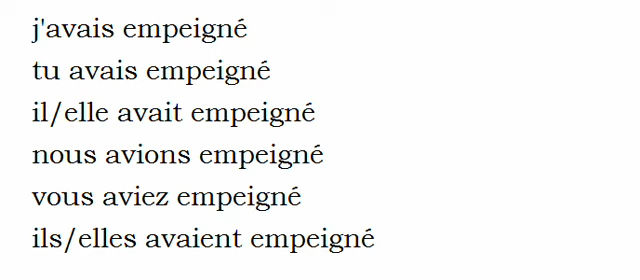 j'avais empeigné
tu avais empeigné
il/elle avait empeigné
nous avions empeigné
vous aviez empeigné
ils/elles avaient empeigné